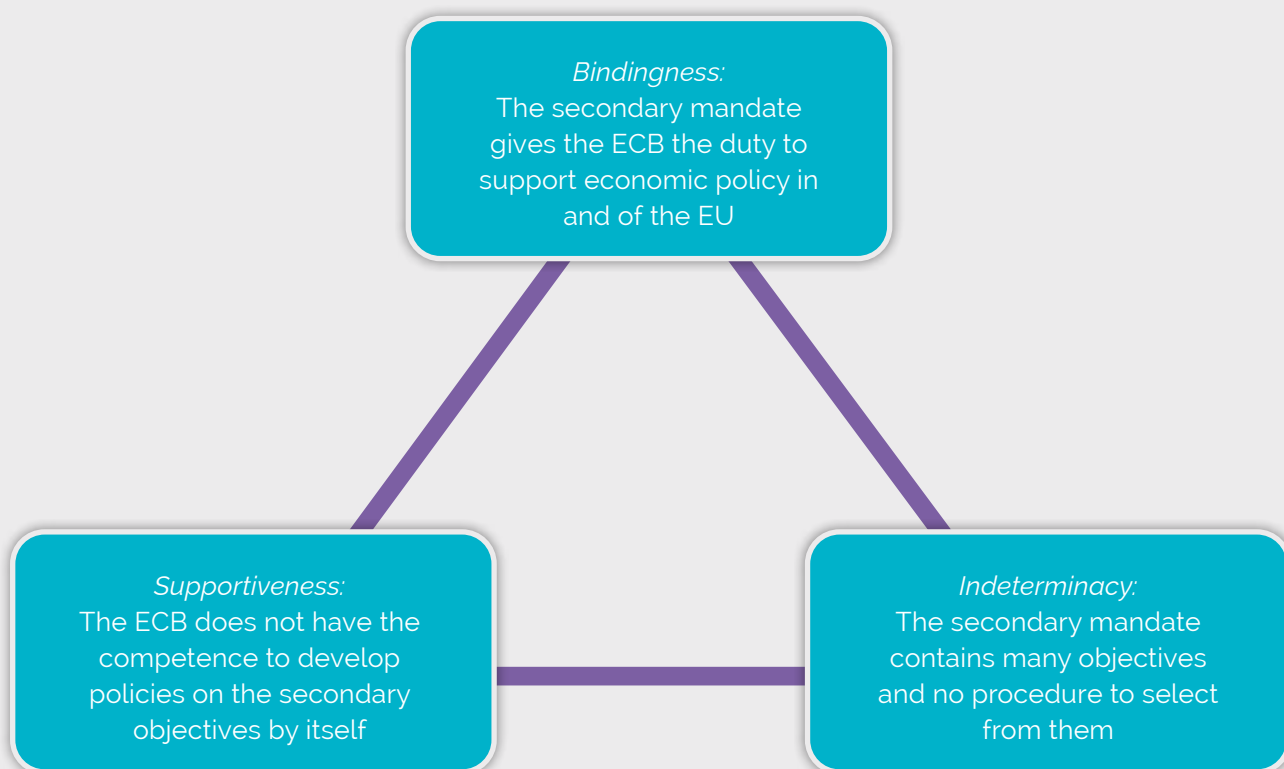 Bindingness:
The secondary mandate
gives the ECB the duty to
support economic policy in
and of the EU
Supportiveness:
The ECB does not have the
competence to develop
policies on the secondary
objectives by itself
Indeterminacy:
The secondary mandate
contains many objectives
and no procedure to select
from them